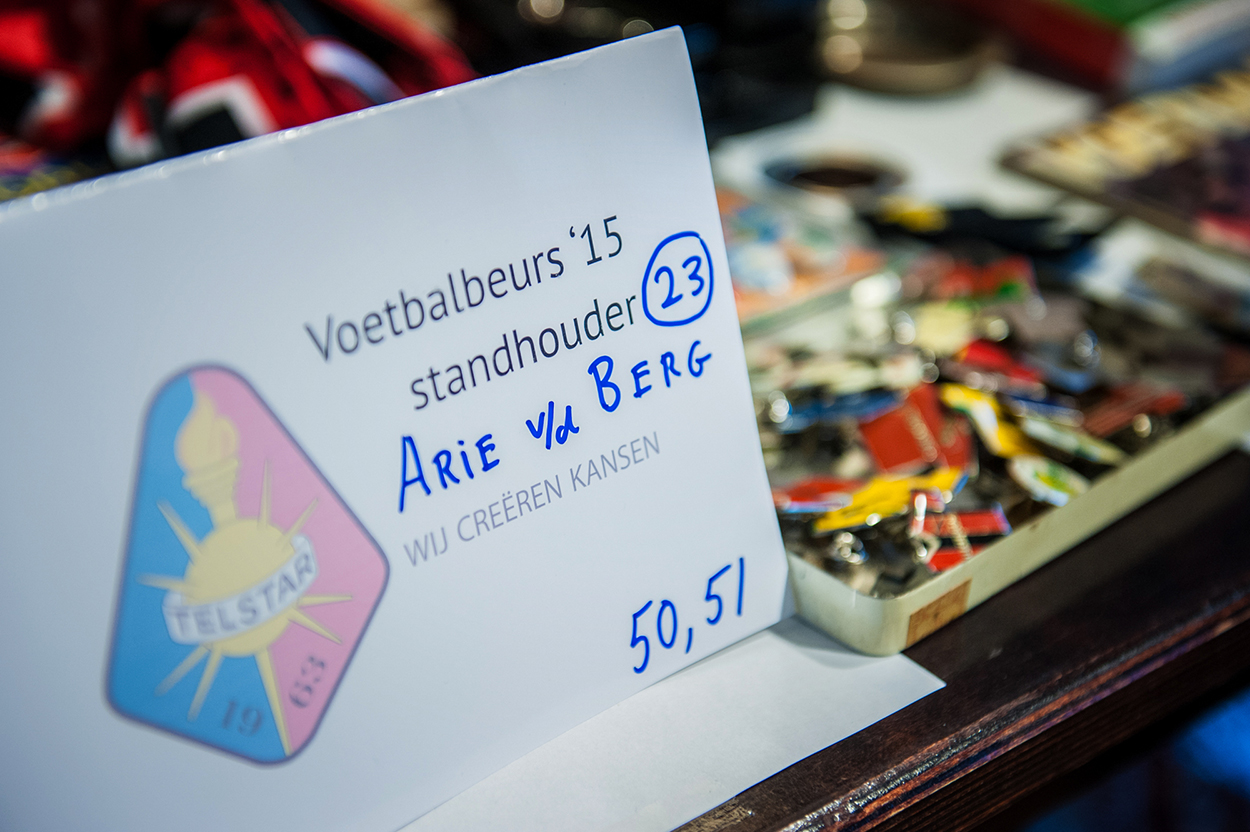 Voetbalbeurs ‘15
standhouder 23
ARiE v/d BERG
WIJ CREËREN KANSEN
TELSTAR
19 63
50, 51